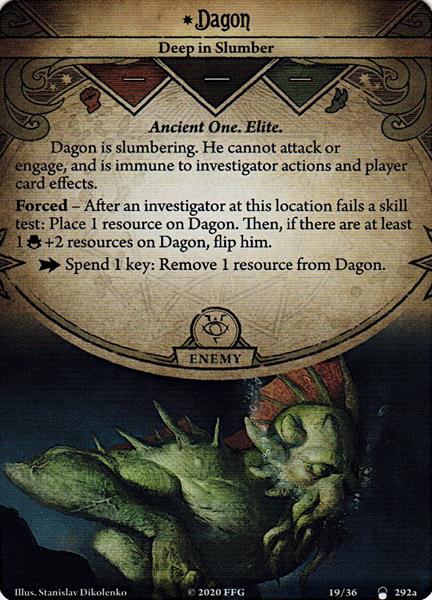 Dagon
Deep in Slumber
– – –
Ancient One. Elite.
Dagon is slumbering. He cannot attack or
engage, and is immune to investigator actions and player
card effects.
Forced – After an investigator at this location fails a skill
test: Place 1 resource on Dagon. Then, if there are at least
1 +2 resources on Dagon, flip him.
Spend 1 key: Remove 1 resource from Dagon.
ENEMY
Illus. Stanislav Dikolenko © 2020 FFG 19/36 292a